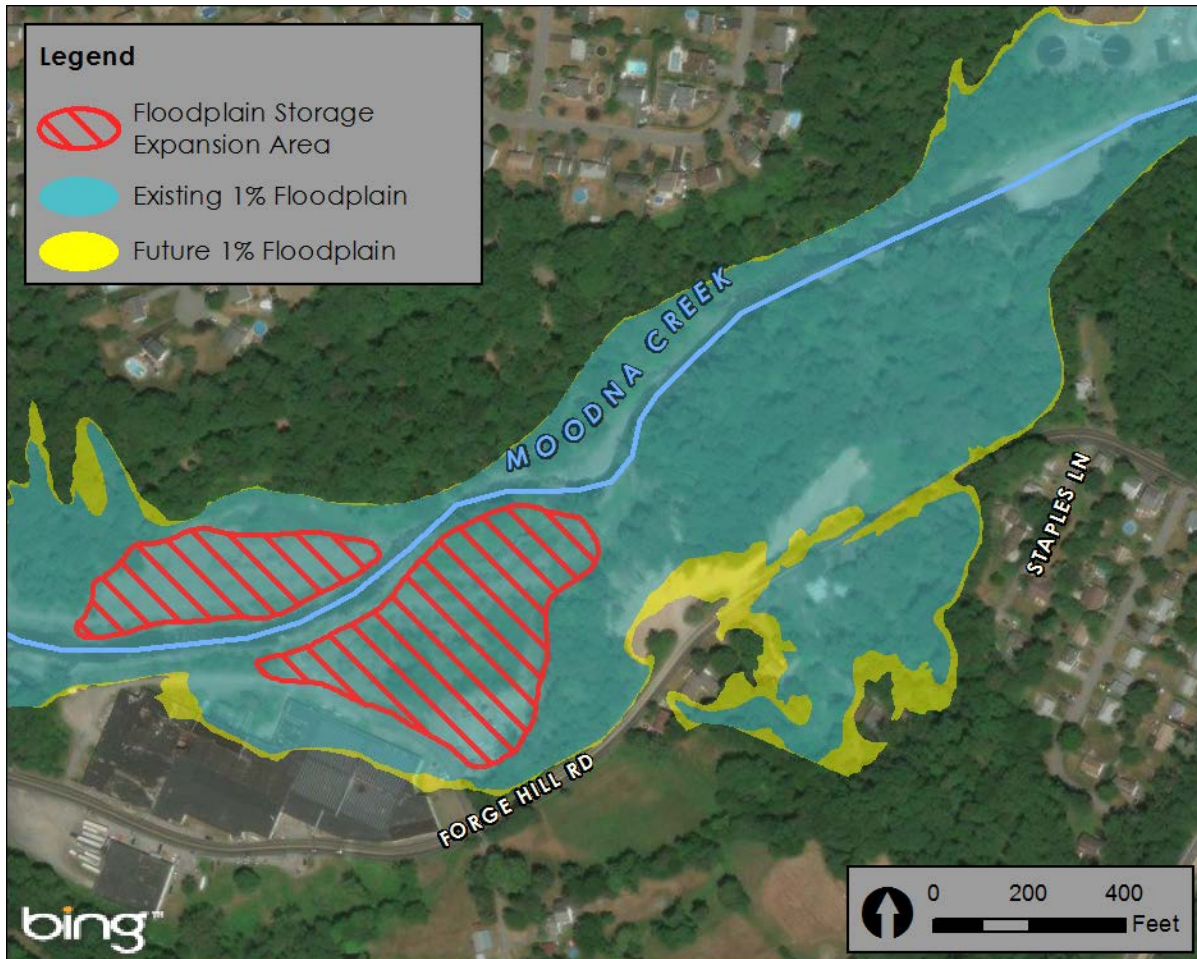 Legend
Floodplain Storage
Expansion Area
Existing 1% Floodplain
Future 1% Floodplain
MOODNA CREEK
STAPLES LN
FORGE HILL RD
bing™
0 200 400
Feet